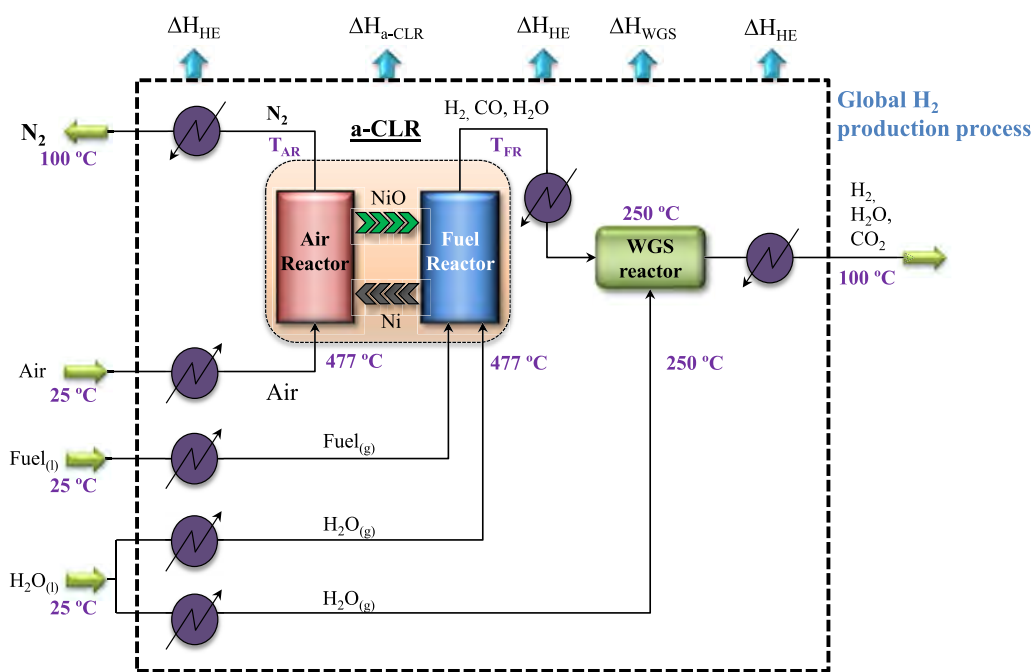 ΔH_HE
ΔH_a-CLR
ΔH_HE
ΔH_WGS
ΔH_HE
Global H₂
production process
H₂, CO, H₂O
N₂
a-CLR
N₂
100 ºC
T_AR
T_FR
NiO
Air
Reactor
Fuel
Reactor
Ni
250 ºC
WGS
reactor
H₂,
H₂O,
CO₂
100 ºC
477 ºC
477 ºC
250 ºC
Air
25 ºC
Air
Fuel(l)
25 ºC
Fuel(g)
H₂O(g)
H₂O(l)
25 ºC
H₂O(g)